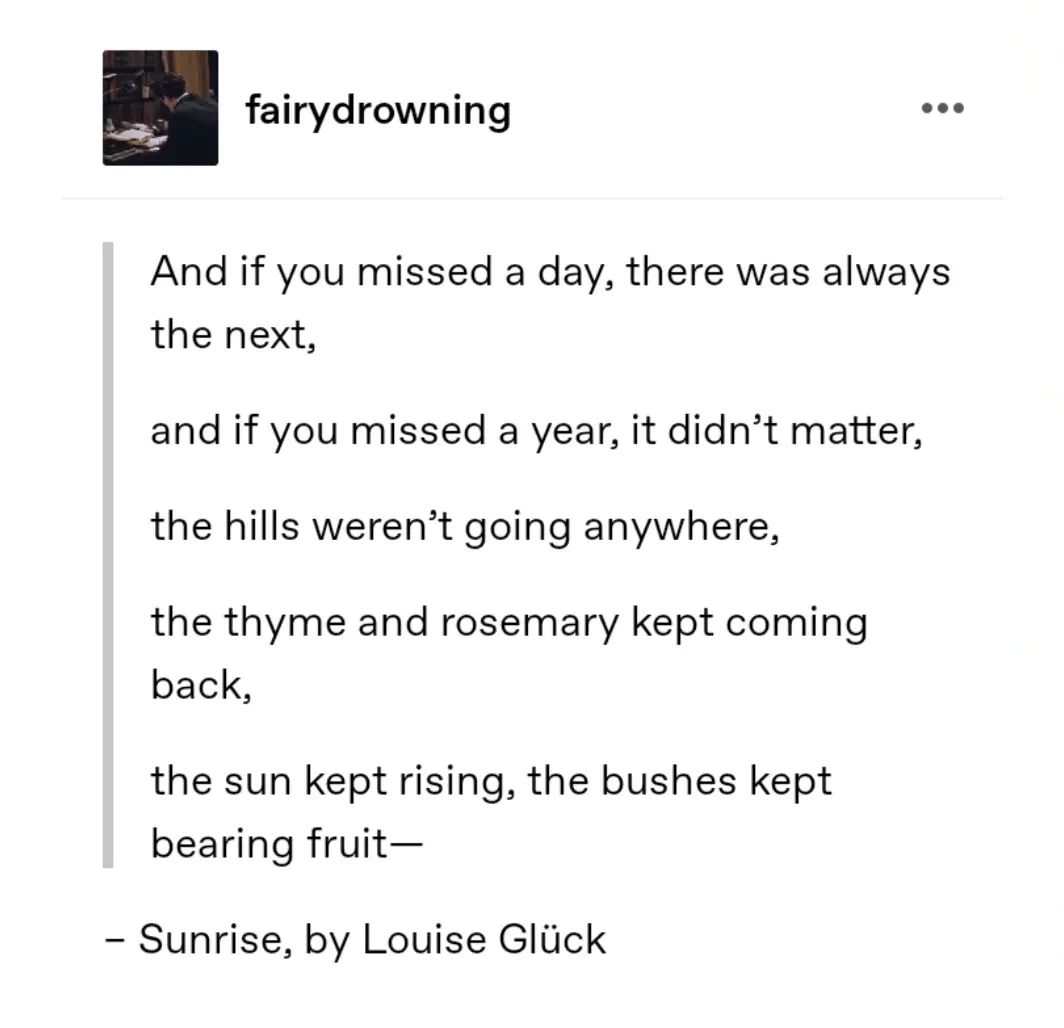 fairydrowning
And if you missed a day, there was always
the next,
and if you missed a year, it didn’t matter,
the hills weren’t going anywhere,
the thyme and rosemary kept coming
back,
the sun kept rising, the bushes kept
bearing fruit—
– Sunrise, by Louise Glück